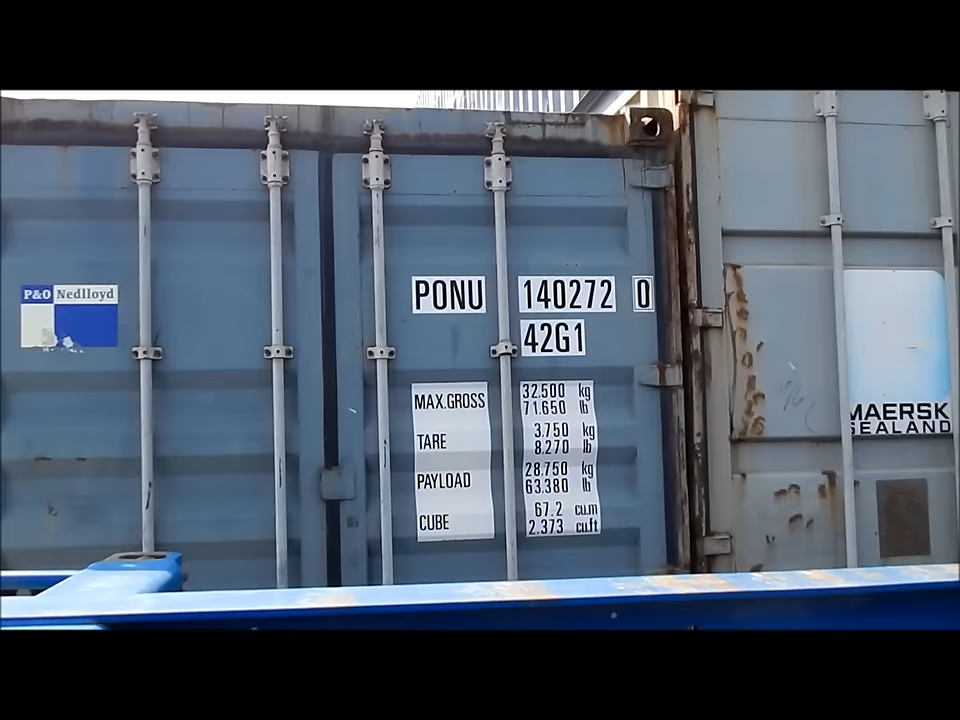 P&O Nedlloyd
PONU 140272 0
42G1
MAX.GROSS 32.500 kg
71.650 lb
TARE 3.750 kg
8.270 lb
PAYLOAD 28.750 kg
63.380 lb
CUBE 67.2 cu.m
2.373 cu.ft
MAERSK
SEALAND